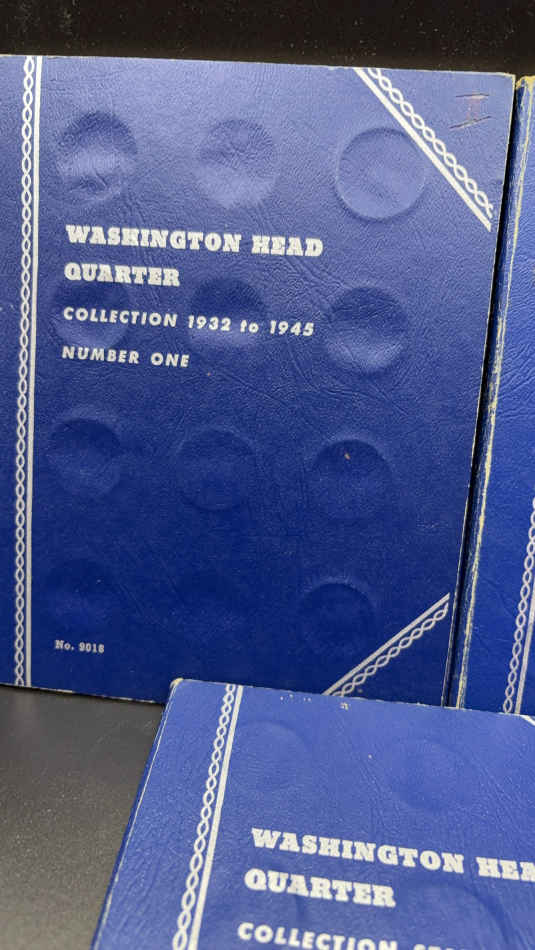 WASHINGTON HEAD
QUARTER
COLLECTION 1932 to 1945
NUMBER ONE
No. 9018
WASHINGTON HEA
QUARTER
COLLECTION